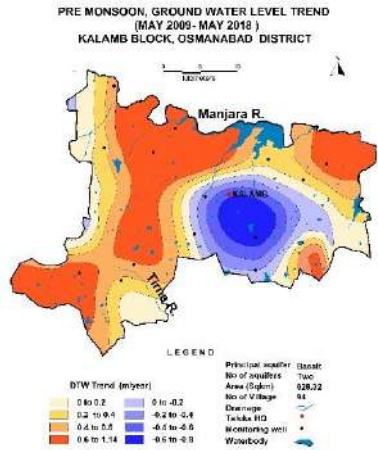 PRE MONSOON, GROUND WATER LEVEL TREND
(MAY 2009- MAY 2018 )
KALAMB BLOCK, OSMANABAD DISTRICT
Kilometers
Manjara R.
KALAMB
Tirna R.
LEGEND
DTW Trend (m/year)
0 to 0.2
0.2 to 0.4
0.4 to 0.6
0.6 to 1.14
0 to -0.2
-0.2 to -0.4
-0.4 to -0.6
-0.6 to -0.8
Principal aquifer Basalt
No of aquifers Two
Area (Sqkm)
No of Village
Drainage
Taluka HQ
Monitoring well
Waterbody